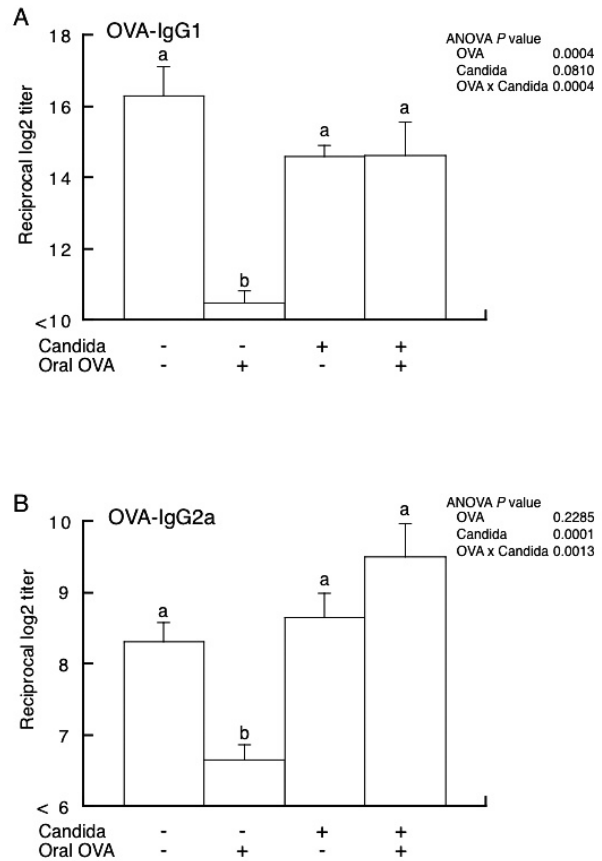 A
OVA-IgG1
ANOVA P value
OVA 0.0004
Candida 0.0810
OVA x Candida 0.0004
Reciprocal log2 titer
18
16
14
12
<10
a
b
a
a
Candida - - + +
Oral OVA - + - +
B
OVA-IgG2a
ANOVA P value
OVA 0.2285
Candida 0.0001
OVA x Candida 0.0013
Reciprocal log2 titer
10
9
8
7
< 6
a
b
a
a
Candida - - + +
Oral OVA - + - +